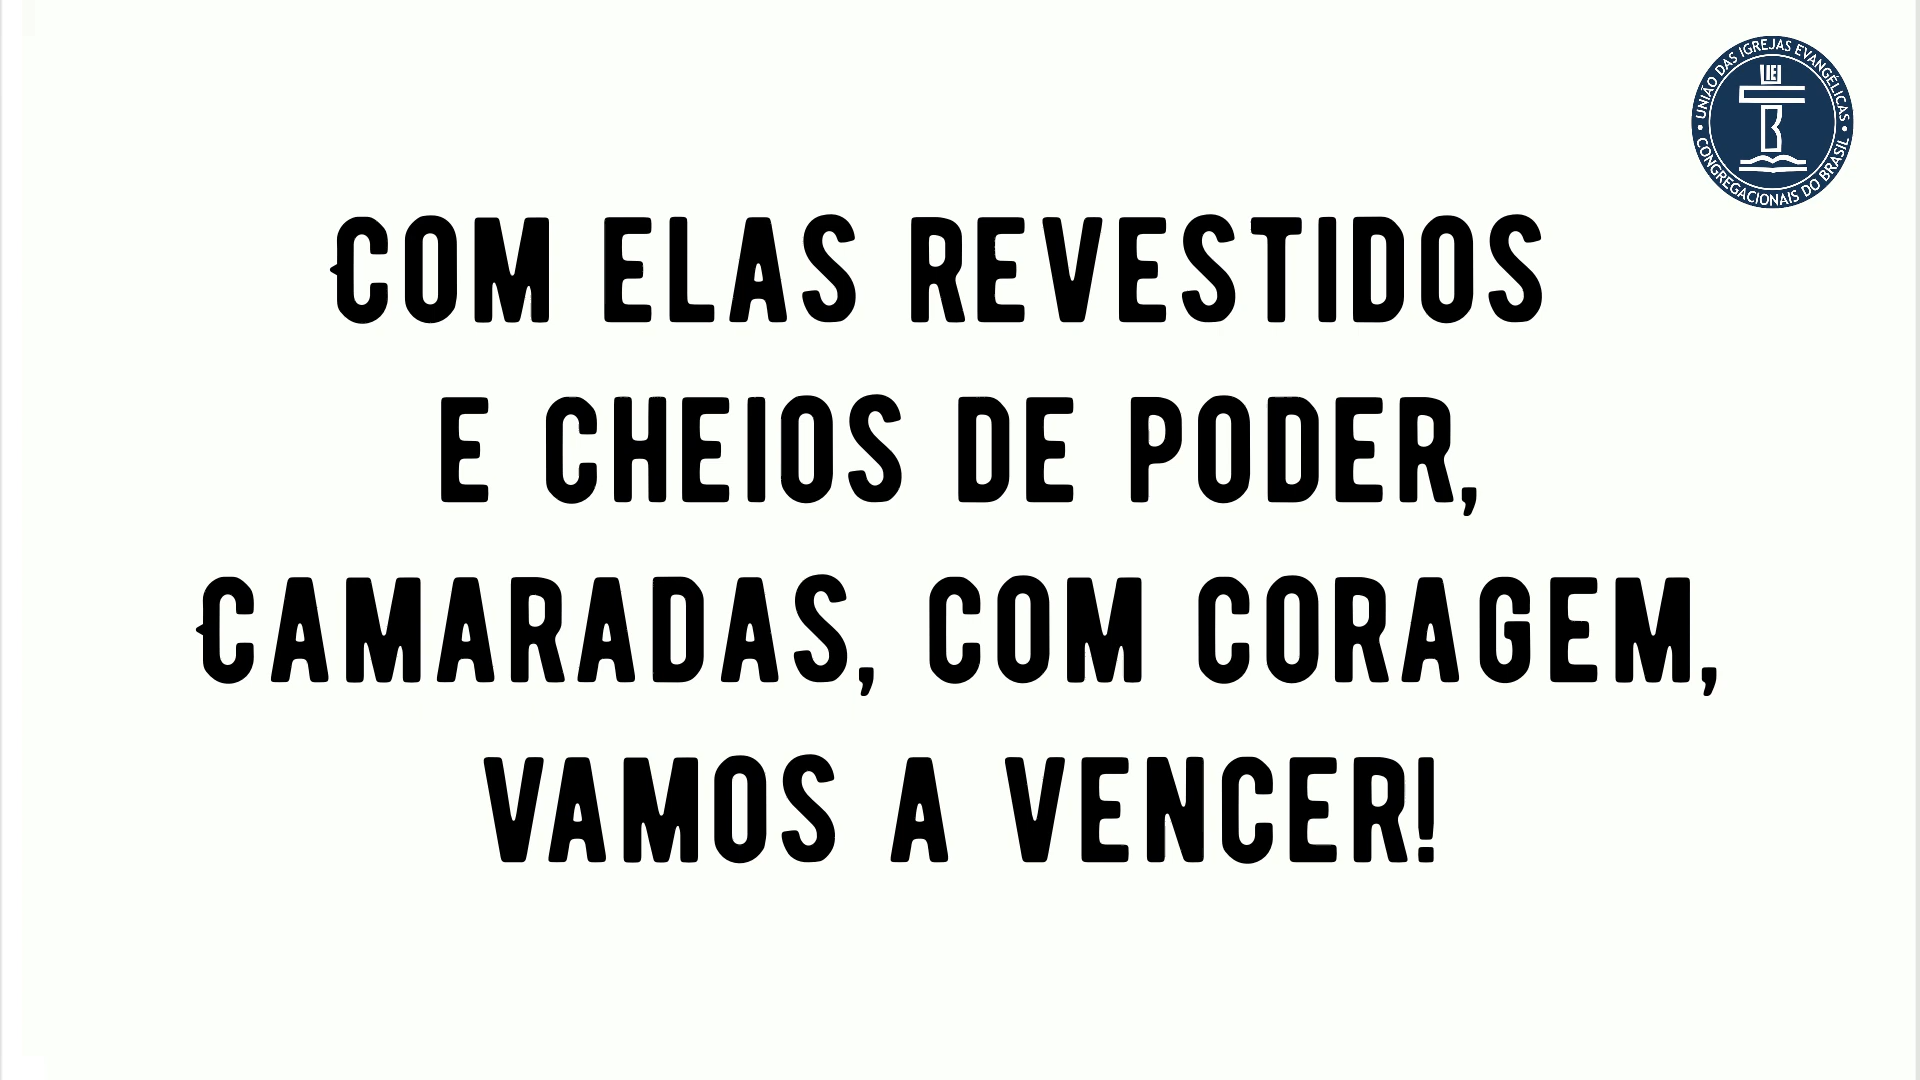 COM ELAS REVESTIDOS
E CHEIOS DE PODER,
CAMARADAS, COM CORAGEM,
VAMOS A VENCER!
UNIÃO DAS IGREJAS EVANGÉLICAS
CONGREGACIONAIS DO BRASIL